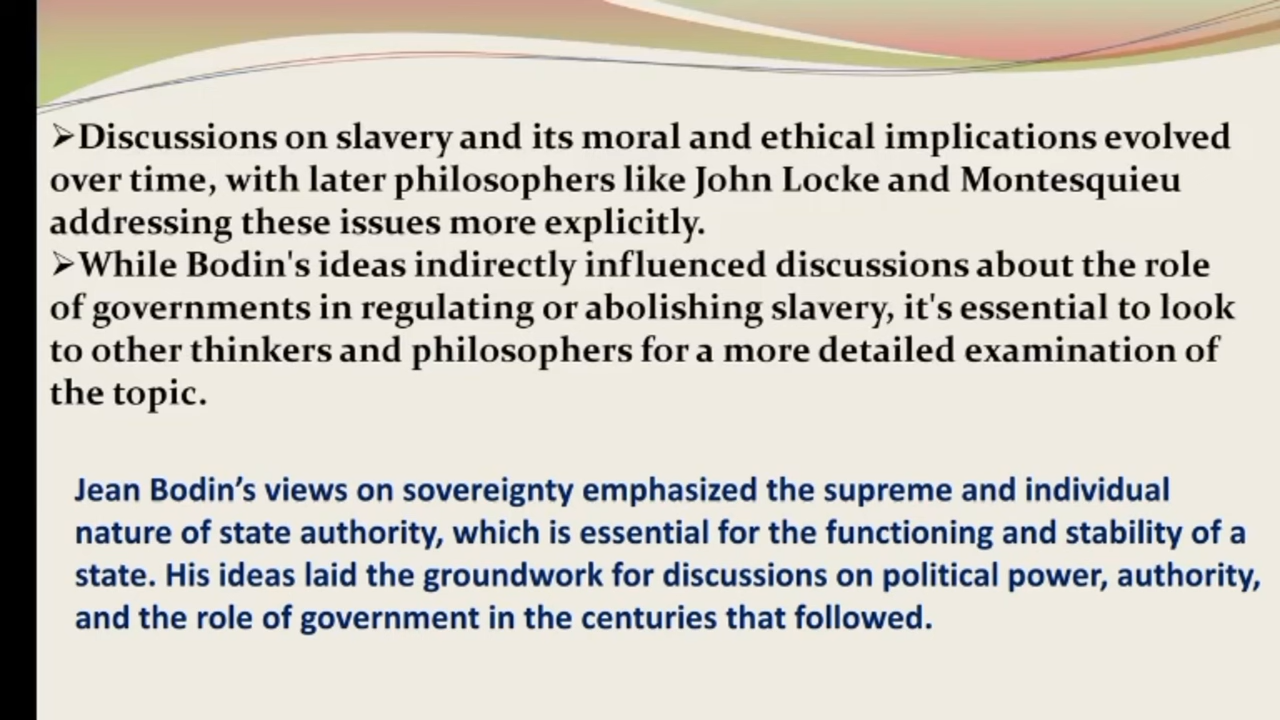 ➢Discussions on slavery and its moral and ethical implications evolved
over time, with later philosophers like John Locke and Montesquieu
addressing these issues more explicitly.
➢While Bodin's ideas indirectly influenced discussions about the role
of governments in regulating or abolishing slavery, it's essential to look
to other thinkers and philosophers for a more detailed examination of
the topic.
Jean Bodin’s views on sovereignty emphasized the supreme and individual
nature of state authority, which is essential for the functioning and stability of a
state. His ideas laid the groundwork for discussions on political power, authority,
and the role of government in the centuries that followed.